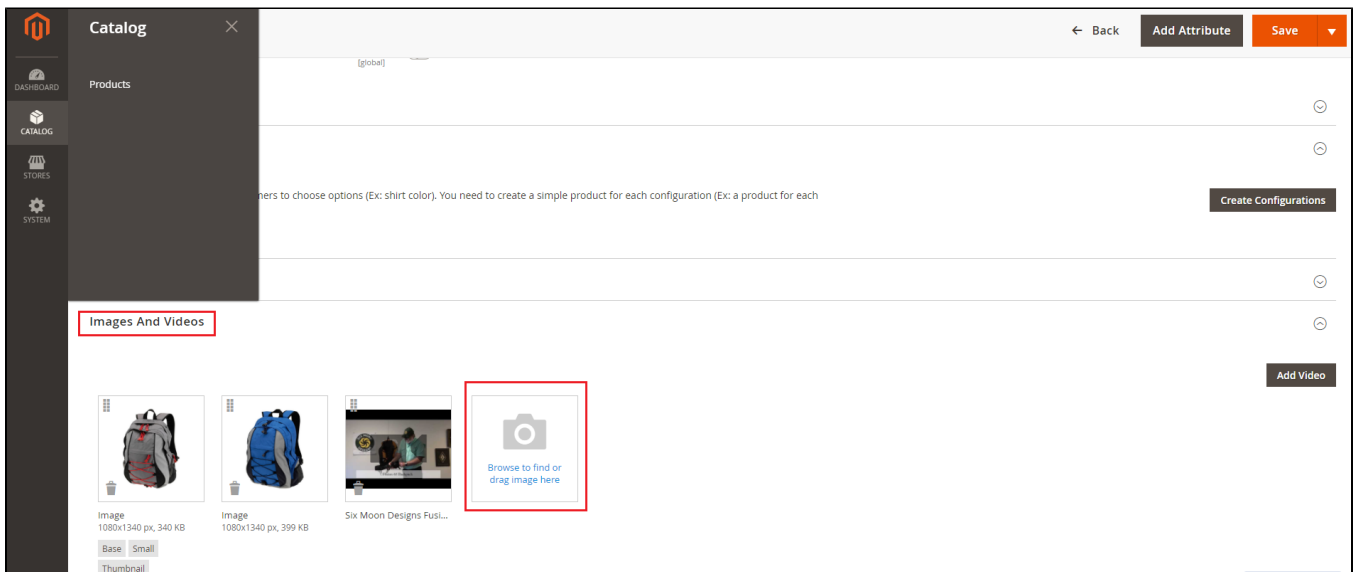 Catalog
← Back
Add Attribute
Save
[global]
DASHBOARD
Products
CATALOG
STORES
SYSTEM
ners to choose options (Ex: shirt color). You need to create a simple product for each configuration (Ex: a product for each
Create Configurations
Images And Videos
Add Video
Browse to find or
drag image here
Image
1080x1340 px, 340 KB
Image
1080x1340 px, 399 KB
Six Moon Designs Fusi...
Base
Small
Thumbnail